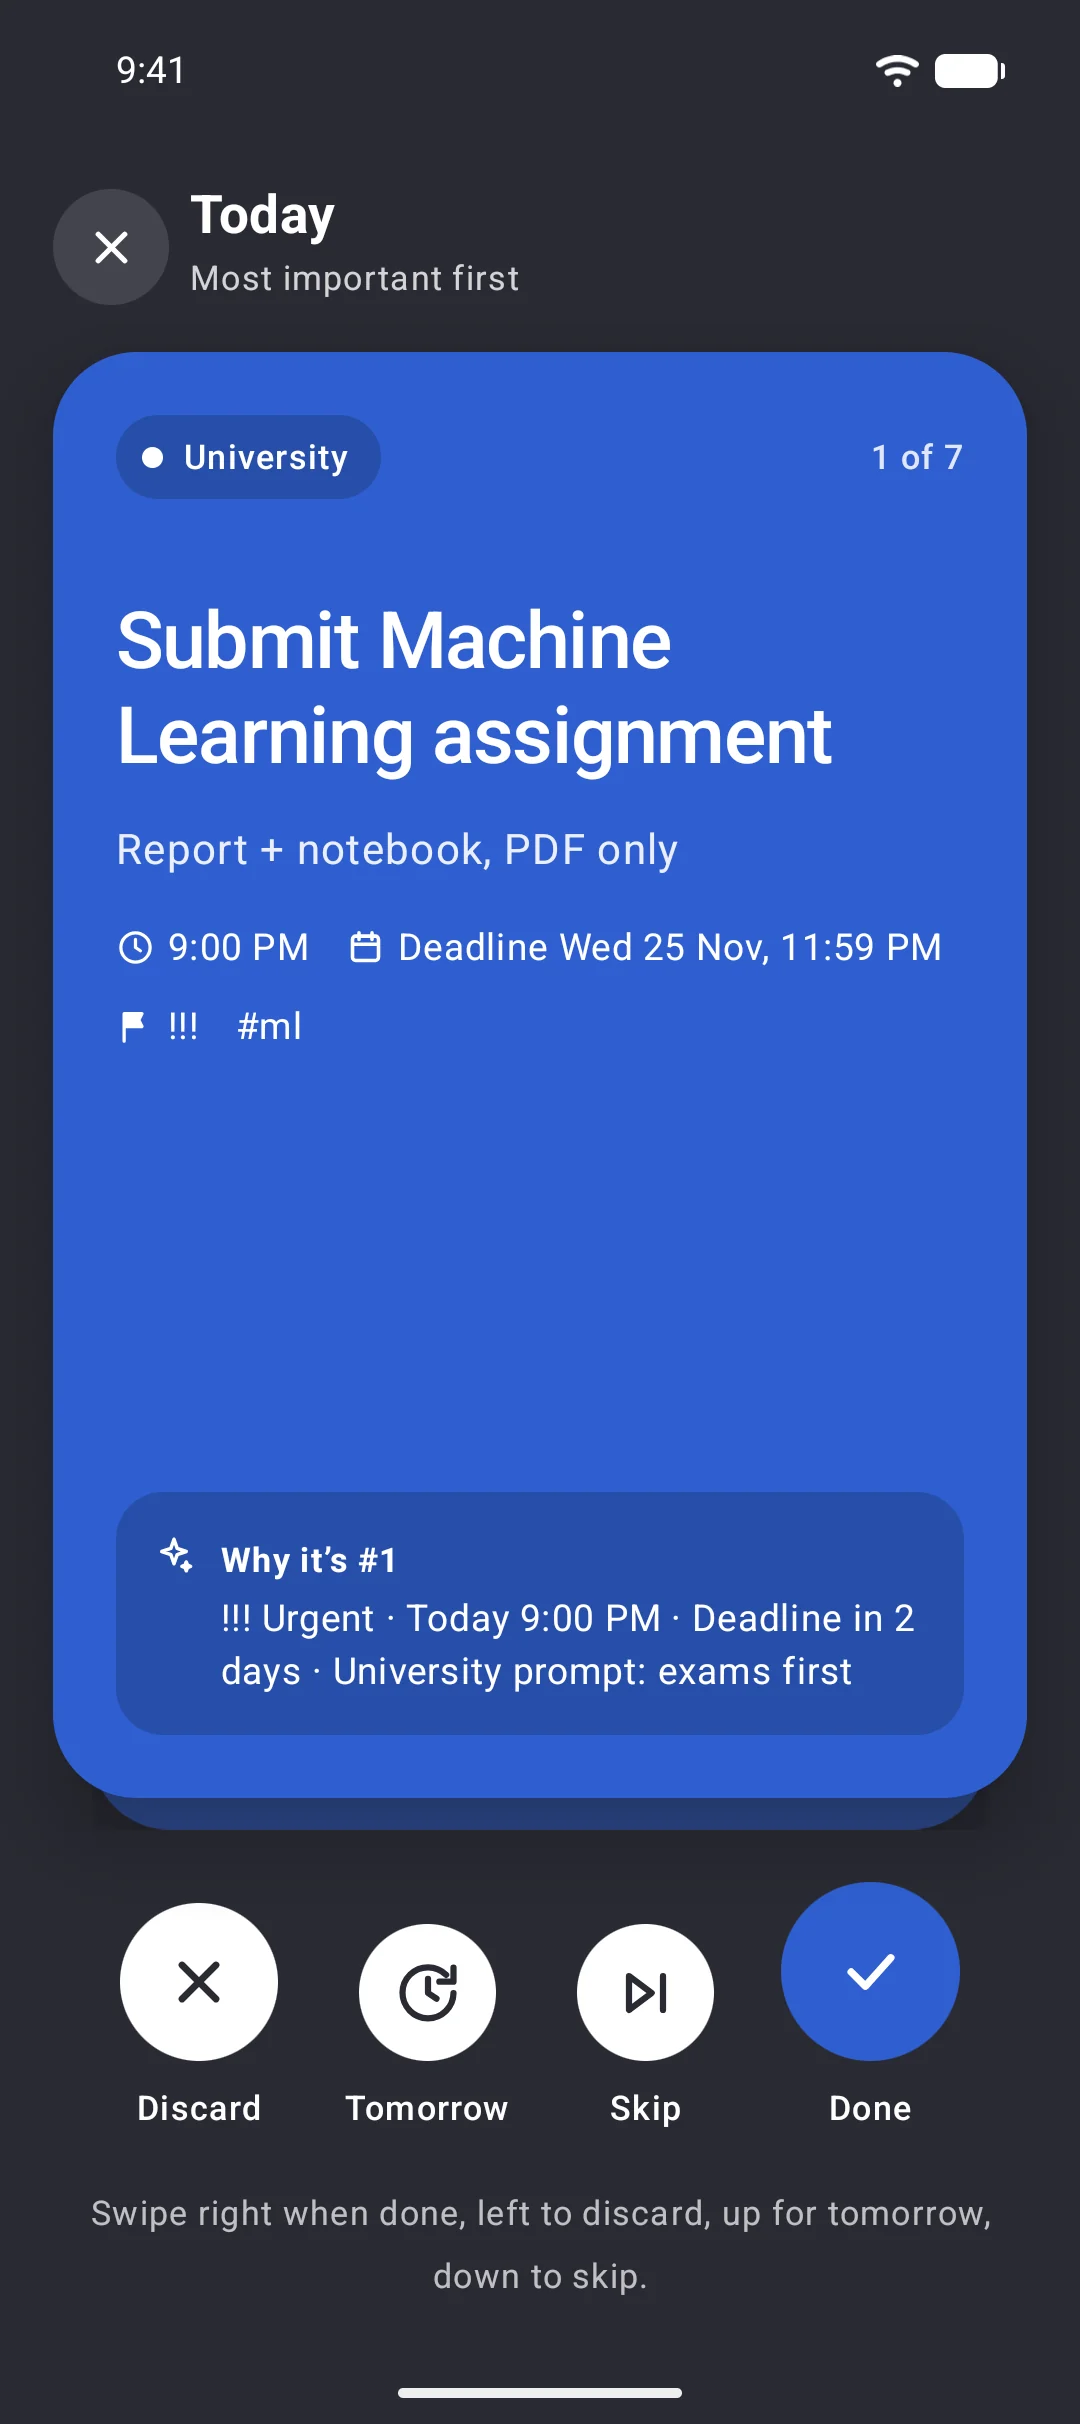 9:41
Today
Most important first
University
1 of 7
Submit Machine
Learning assignment
Report + notebook, PDF only
9:00 PM
Deadline Wed 25 Nov, 11:59 PM
!!!
#ml
Why it’s #1
!!! Urgent · Today 9:00 PM · Deadline in 2
days · University prompt: exams first
Discard
Tomorrow
Skip
Done
Swipe right when done, left to discard, up for tomorrow,
down to skip.